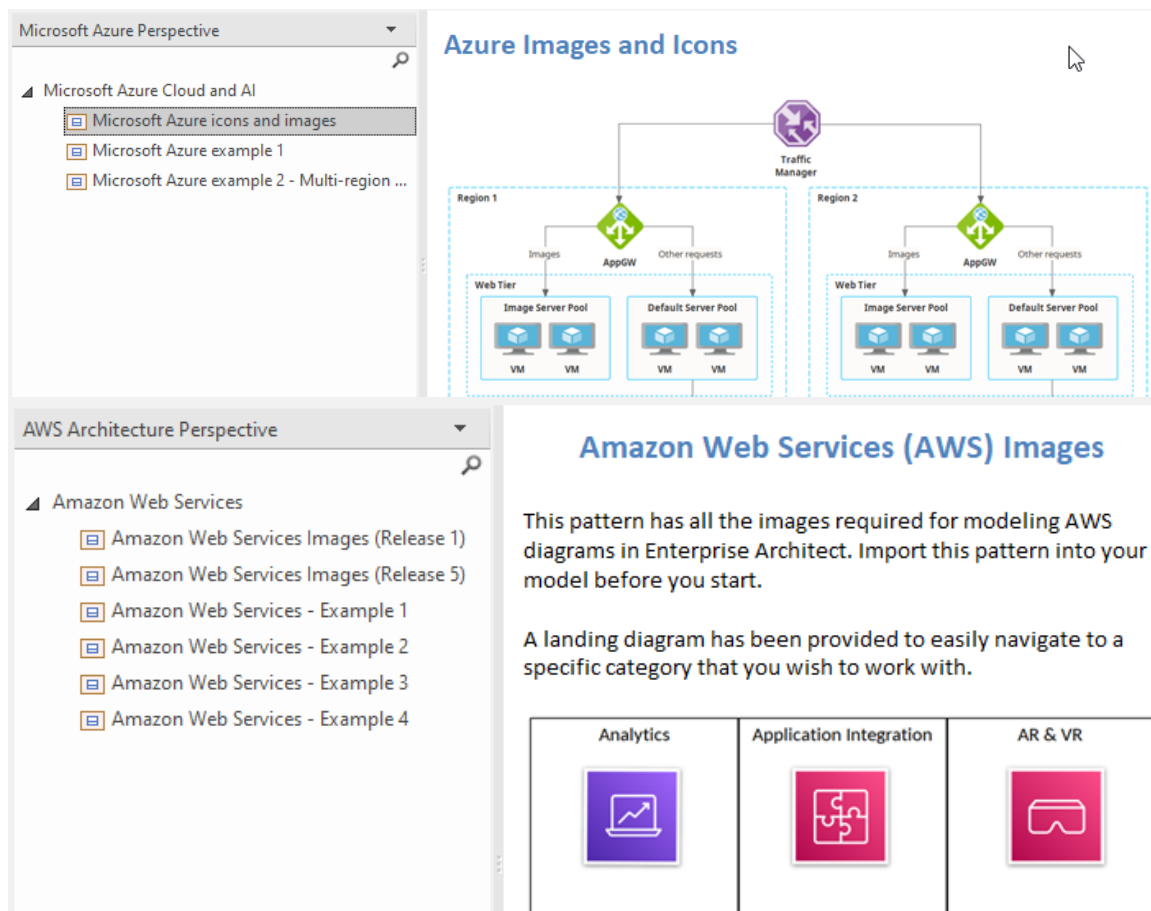 Microsoft Azure Perspective
Microsoft Azure Cloud and AI
Microsoft Azure icons and images
Microsoft Azure example 1
Microsoft Azure example 2 - Multi-region ...
Azure Images and Icons
Traffic
Manager
Region 1
Region 2
Images
AppGW
Other requests
Images
AppGW
Other requests
Web Tier
Web Tier
Image Server Pool
Default Server Pool
Image Server Pool
Default Server Pool
VM
VM
VM
VM
VM
VM
VM
VM
AWS Architecture Perspective
Amazon Web Services
Amazon Web Services Images (Release 1)
Amazon Web Services Images (Release 5)
Amazon Web Services - Example 1
Amazon Web Services - Example 2
Amazon Web Services - Example 3
Amazon Web Services - Example 4
Amazon Web Services (AWS) Images
This pattern has all the images required for modeling AWS
diagrams in Enterprise Architect. Import this pattern into your
model before you start.
A landing diagram has been provided to easily navigate to a
specific category that you wish to work with.
Analytics
Application Integration
AR & VR